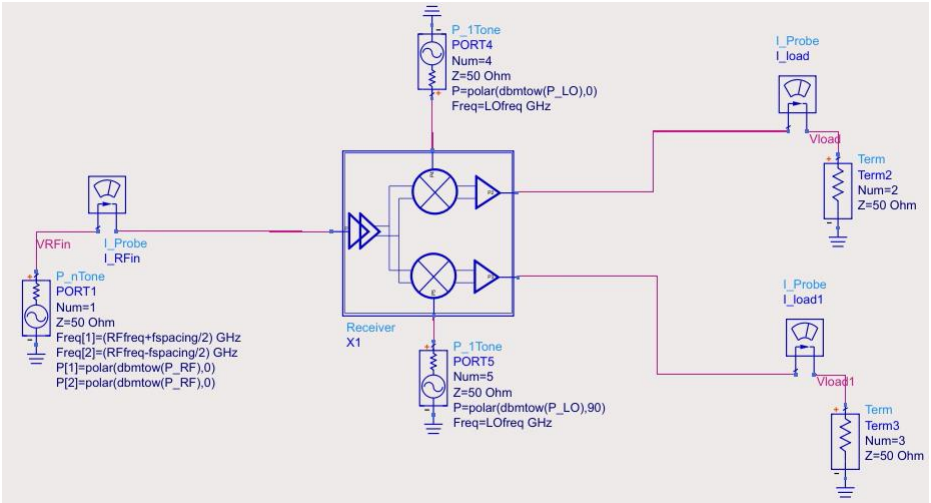 P_1Tone
PORT4
Num=4
Z=50 Ohm
P=polar(dbmtow(P_LO),0)
Freq=LOfreq GHz
I_Probe
I_load
Vload
Term
Term2
Num=2
Z=50 Ohm
VRFin
I_Probe
I_RFin
P_nTone
PORT1
Num=1
Z=50 Ohm
Freq[1]=(RFfreq+fspacing/2) GHz
Freq[2]=(RFfreq-fspacing/2) GHz
P[1]=polar(dbmtow(P_RF),0)
P[2]=polar(dbmtow(P_RF),0)
Receiver
X1
P_1Tone
PORT5
Num=5
Z=50 Ohm
P=polar(dbmtow(P_LO),90)
Freq=LOfreq GHz
I_Probe
I_load1
Vload1
Term
Term3
Num=3
Z=50 Ohm